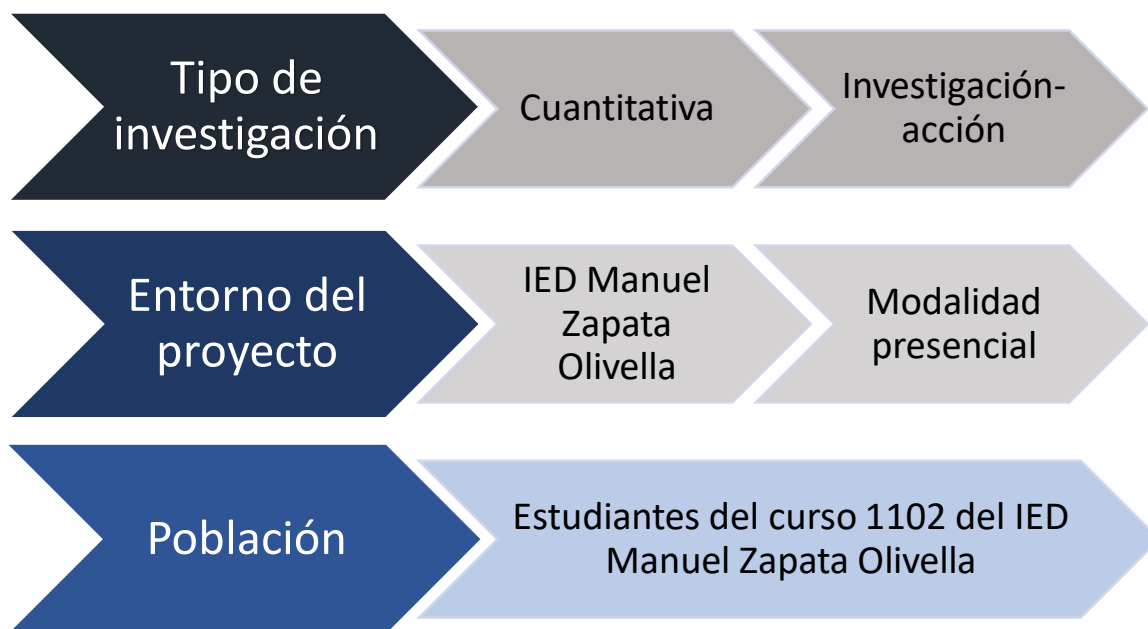 Tipo de
investigación
Cuantitativa
Investigación-
acción
Entorno del
proyecto
IED Manuel
Zapata
Olivella
Modalidad
presencial
Población
Estudiantes del curso 1102 del IED
Manuel Zapata Olivella